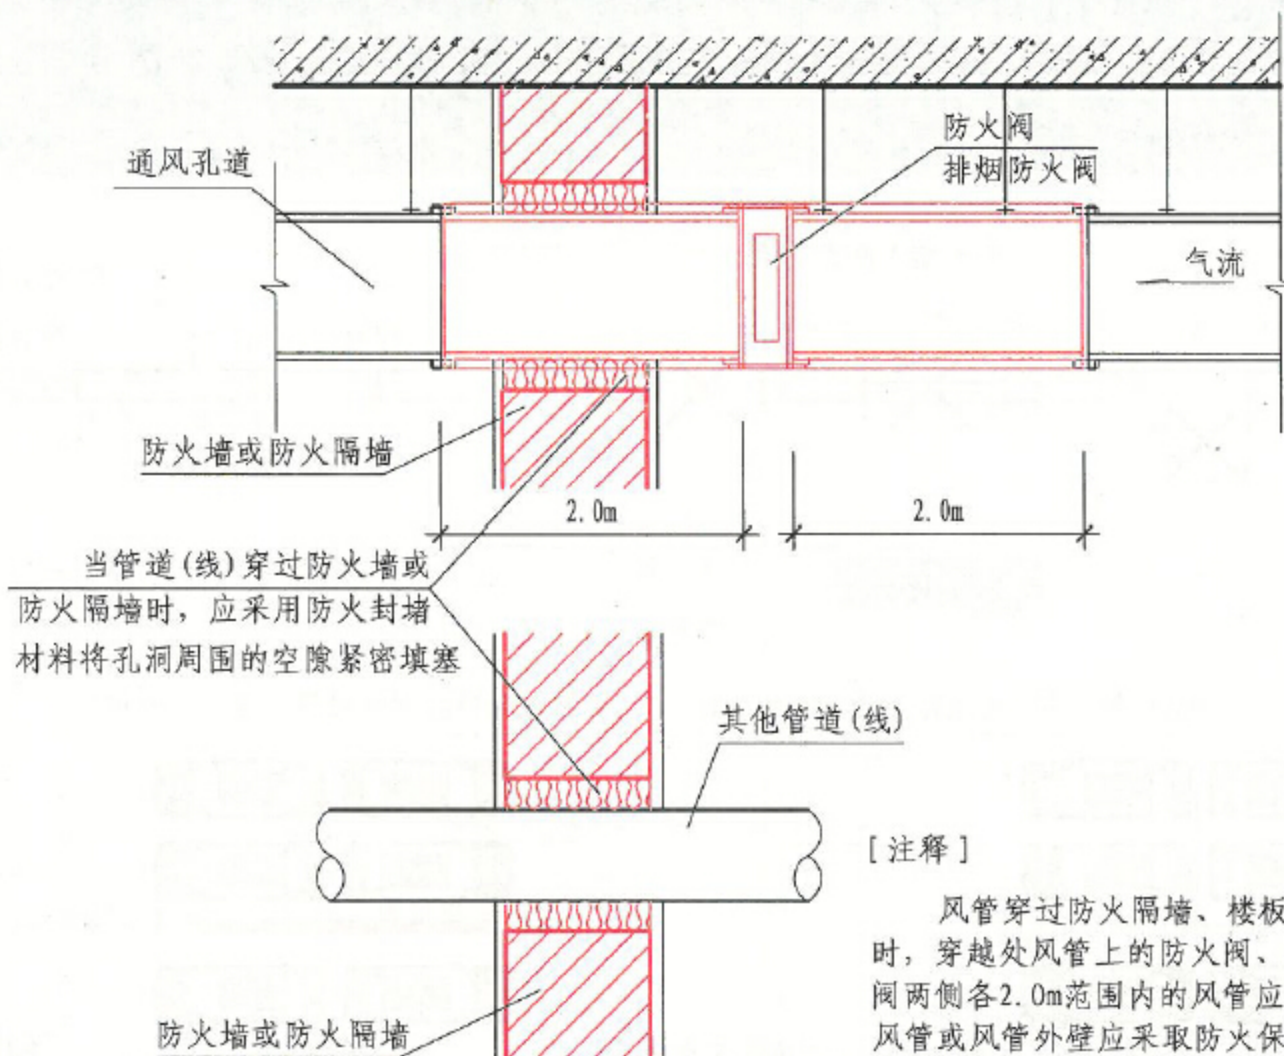 通风孔道
防火阀
排烟防火阀
气流
防火墙或防火隔墙
2.0m
2.0m
当管道(线)穿过防火墙或
防火隔墙时，应采用防火封堵
材料将孔洞周围的空隙紧密填塞
其他管道(线)
[注释]
风管穿过防火隔墙、楼板
时，穿越处风管上的防火阀、
阀两侧各2.0m范围内的风管应
风管或风管外壁应采取防火保
防火墙或防火隔墙